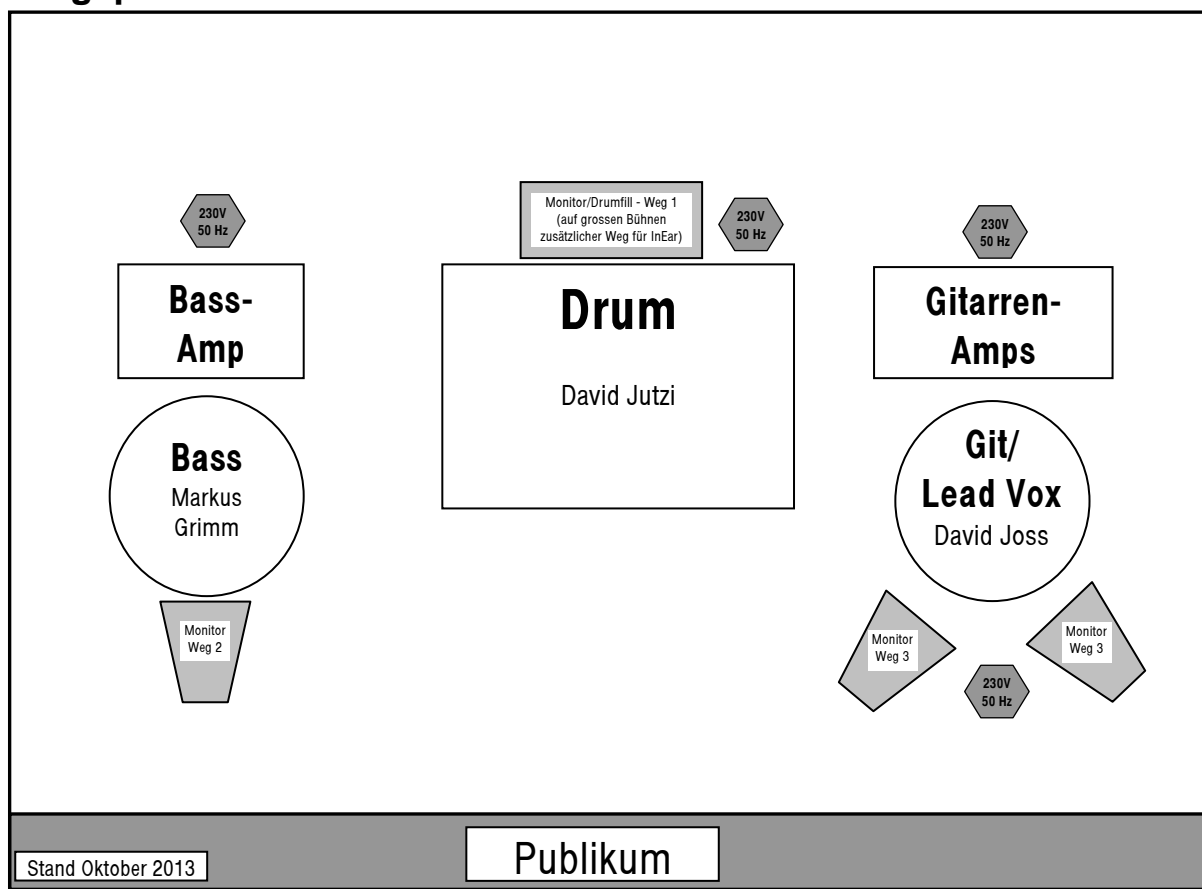 Monitor/Drumfill - Weg 1
(auf grossen Bühnen
zusätzlicher Weg für InEar)
230V
50 Hz
230V
50 Hz
230V
50 Hz
Bass-
Amp
Drum
David Jutzi
Gitarren-
Amps
Bass
Markus
Grimm
Git/
Lead Vox
David Joss
Monitor
Weg 2
Monitor
Weg 3
Monitor
Weg 3
230V
50 Hz
Publikum
Stand Oktober 2013